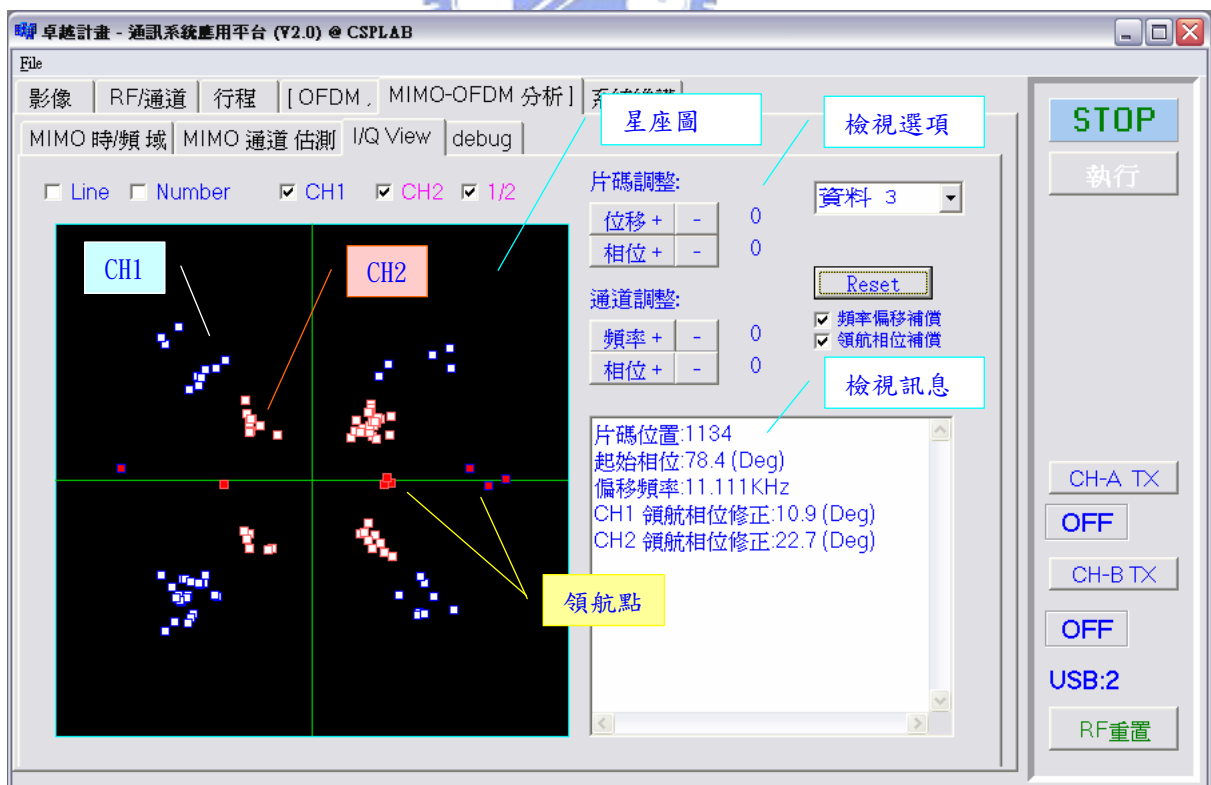 卓越計畫 - 通訊系統應用平台 (V2.0) @ CSPLAB
File
影像 RF/通道 行程 [ OFDM , MIMO-OFDM 分析 ]
MIMO 時/頻 域 MIMO 通道 估測 I/Q View debug
星座圖
檢視選項
STOP
執行
Line Number CH1 CH2 1/2
片碼調整:
位移 + - 0
相位 + - 0
資料 3
CH1
CH2
通道調整:
頻率 + - 0
相位 + - 0
Reset
頻率偏移補償
領航相位補償
檢視訊息
片碼位置:1134
起始相位:78.4 (Deg)
偏移頻率:11.111KHz
CH1 領航相位修正:10.9 (Deg)
CH2 領航相位修正:22.7 (Deg)
領航點
CH-A TX
OFF
CH-B TX
OFF
USB:2
RF重置